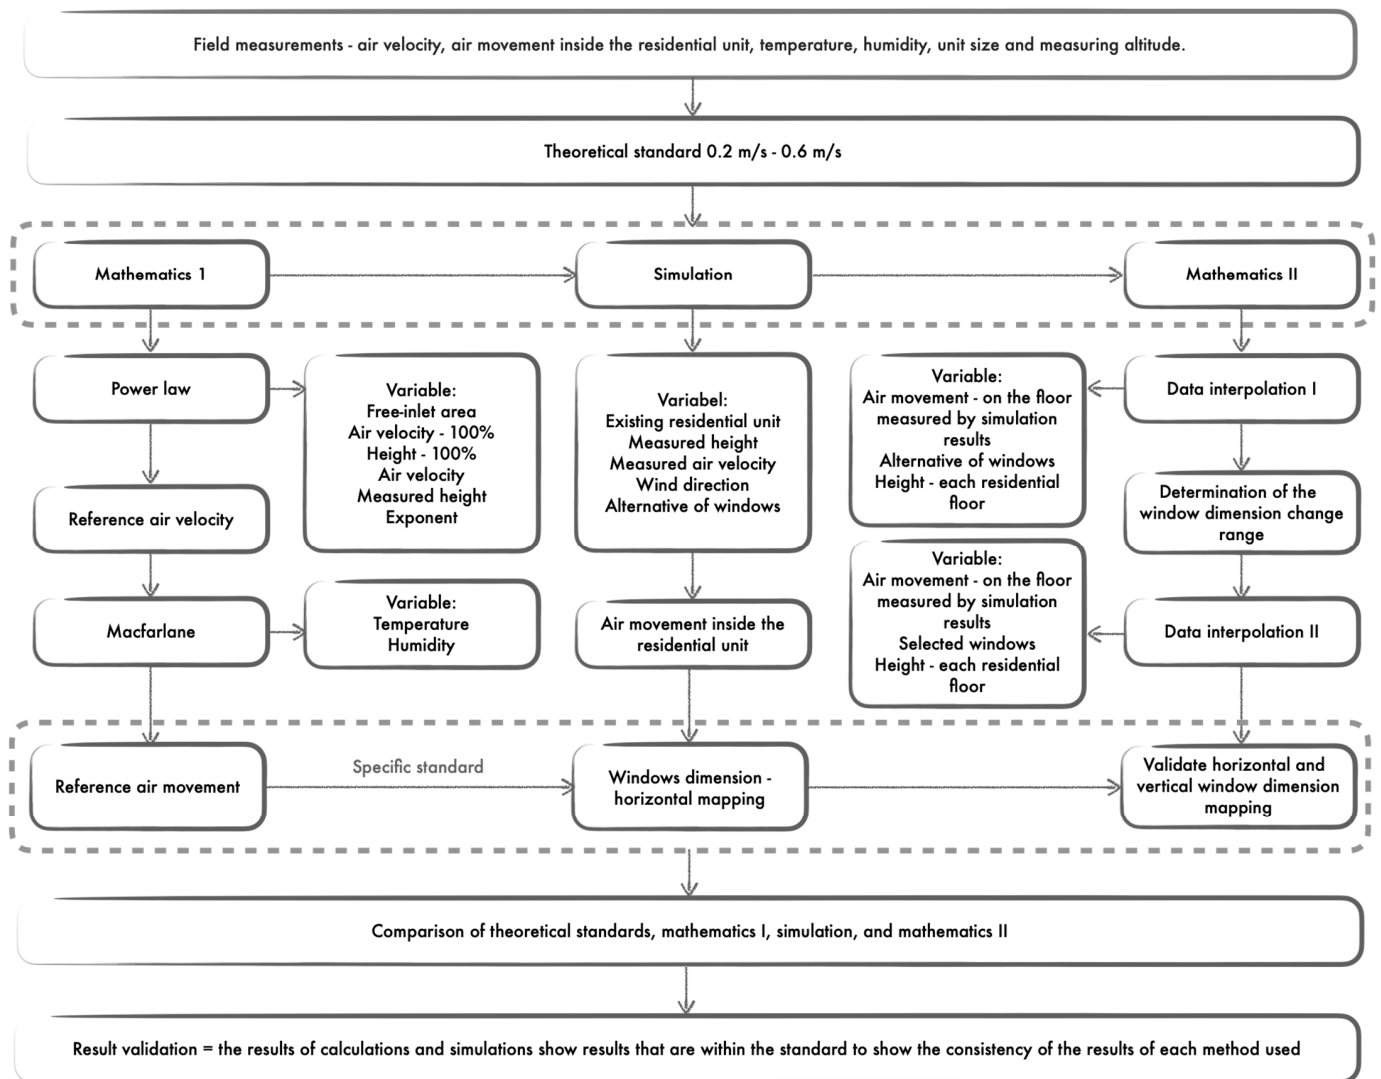 Field measurements - air velocity, air movement inside the residential unit, temperature, humidity, unit size and measuring altitude.
Theoretical standard 0.2 m/s - 0.6 m/s
Mathematics 1
Simulation
Mathematics II
Power law
Variable:
Free-inlet area
Air velocity - 100%
Height - 100%
Air velocity
Measured height
Exponent
Variabel:
Existing residential unit
Measured height
Measured air velocity
Wind direction
Alternative of windows
Variable:
Air movement - on the floor
measured by simulation
results
Alternative of windows
Height - each residential
floor
Data interpolation I
Reference air velocity
Determination of the
window dimension change
range
Macfarlane
Variable:
Temperature
Humidity
Air movement inside the
residential unit
Variable:
Air movement - on the floor
measured by simulation
results
Selected windows
Height - each residential
floor
Data interpolation II
Reference air movement
Specific standard
Windows dimension -
horizontal mapping
Validate horizontal and
vertical window dimension
mapping
Comparison of theoretical standards, mathematics I, simulation, and mathematics II
Result validation = the results of calculations and simulations show results that are within the standard to show the consistency of the results of each method used